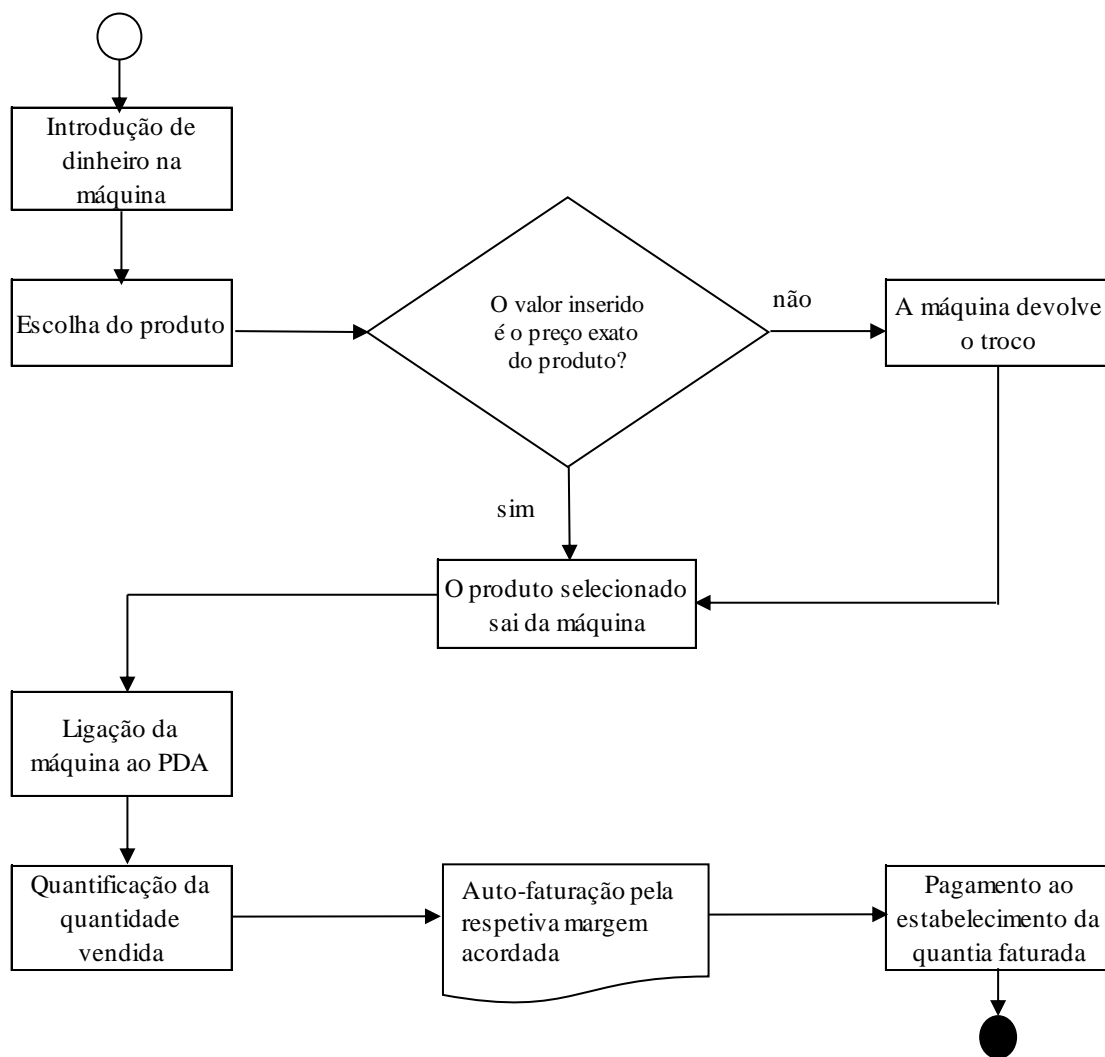 Introdução de
dinheiro na
máquina
Escolha do produto
O valor inserido
é o preço exato
do produto?
não
A máquina devolve
o troco
sim
O produto selecionado
sai da máquina
Ligação da
máquina ao PDA
Quantificação da
quantidade
vendida
Auto-faturação pela
respetiva margem
acordada
Pagamento ao
estabelecimento da
quantia faturada